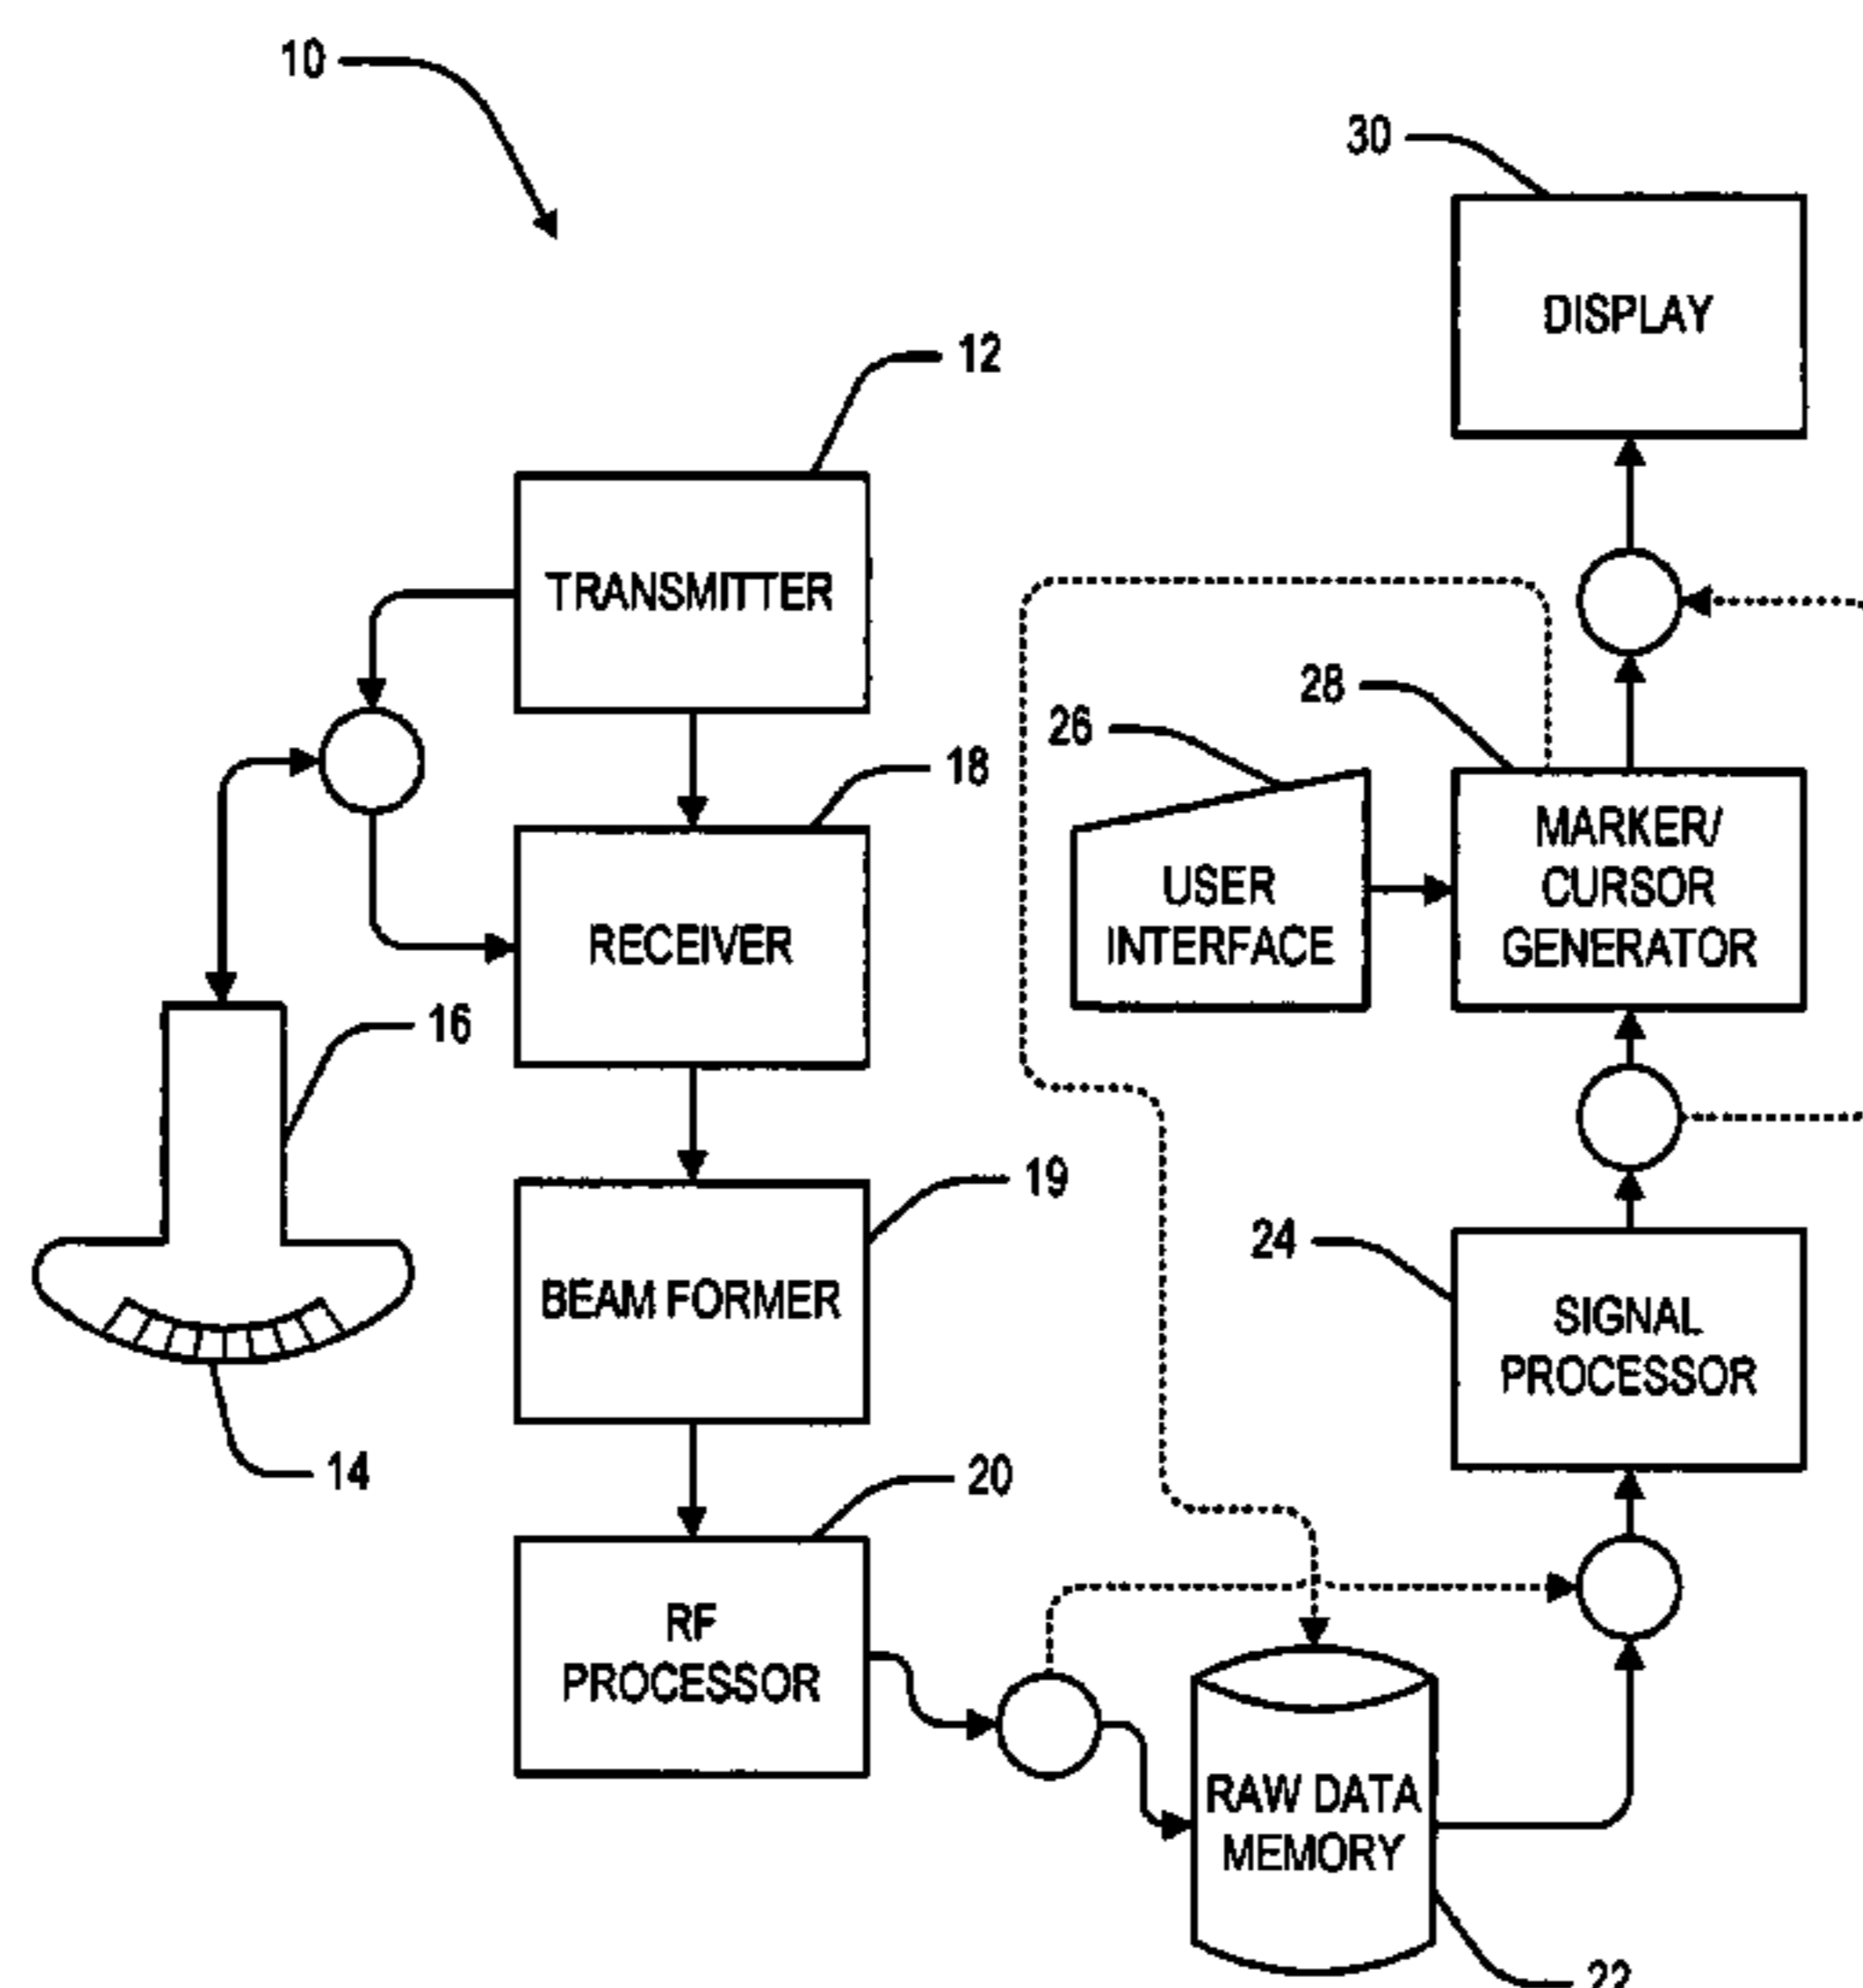 10
30
DISPLAY
12
TRANSMITTER
28
26
18
MARKER/
CURSOR
GENERATOR
USER
INTERFACE
RECEIVER
16
19
24
BEAM FORMER
SIGNAL
PROCESSOR
14
20
RF
PROCESSOR
RAW DATA
MEMORY
22